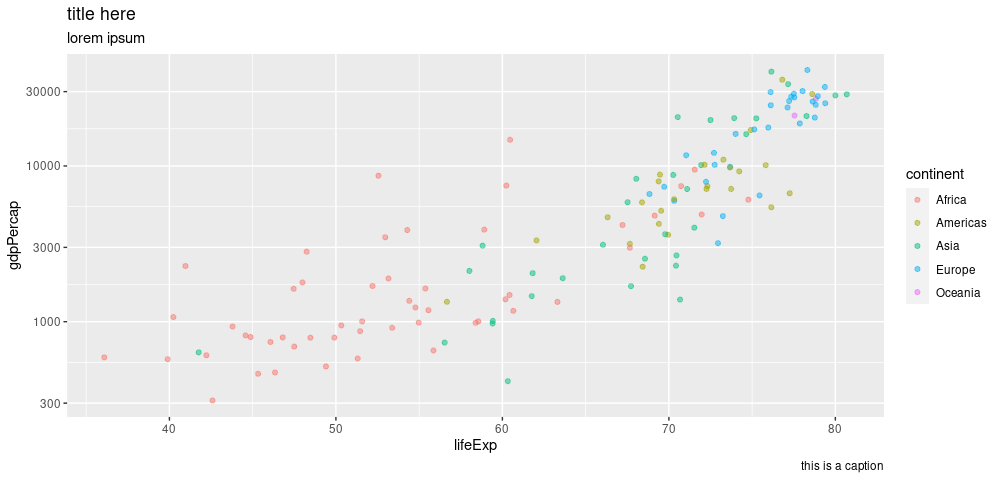 title here
lorem ipsum
30000
10000
3000
1000
300
gdpPercap
40 50 60 70 80
lifeExp
continent
Africa
Americas
Asia
Europe
Oceania
this is a caption